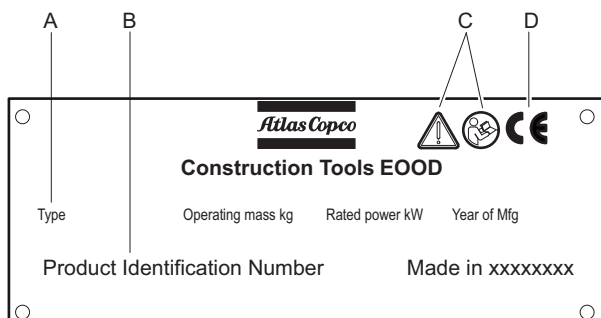 A B C D
Atlas Copco
CE
Construction Tools EOOD
Type Operating mass kg Rated power kW Year of Mfg
Product Identification Number Made in xxxxxxxx